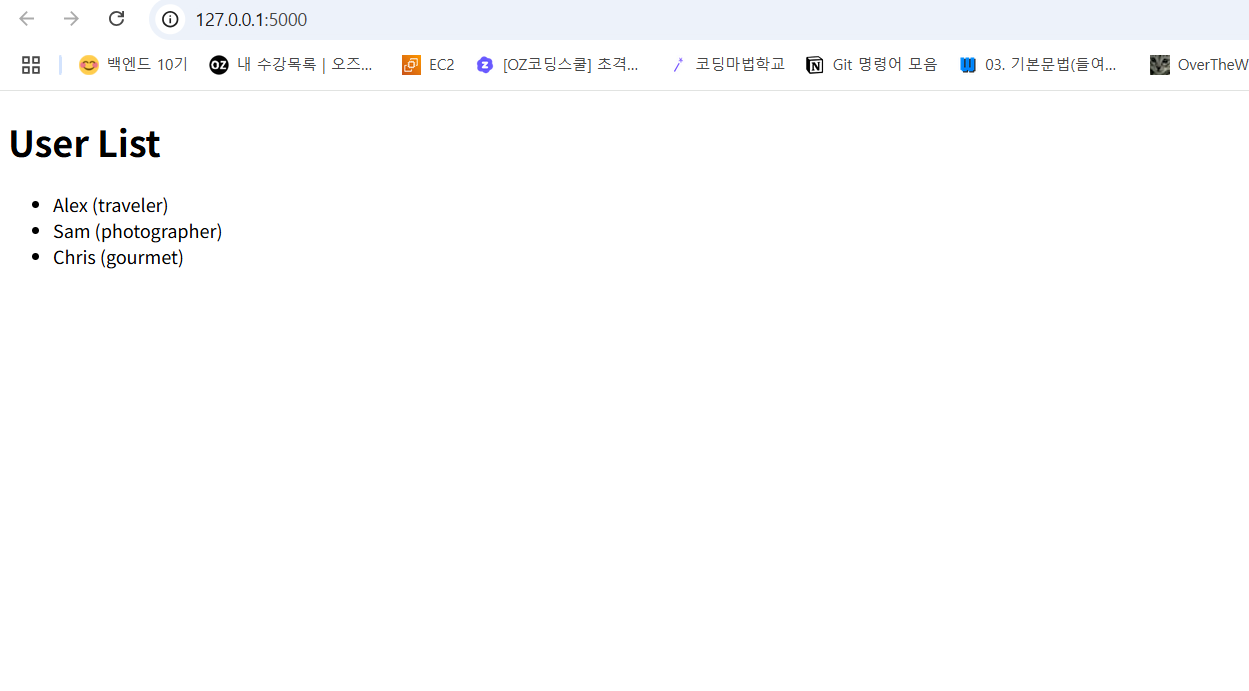 127.0.0.1:5000
백엔드 10기 OZ 내 수강목록 | 오즈... EC2 [OZ코딩스쿨] 초격... 코딩마법학교 Git 명령어 모음 03. 기본문법(들여... OverTheW
User List
Alex (traveler)
Sam (photographer)
Chris (gourmet)